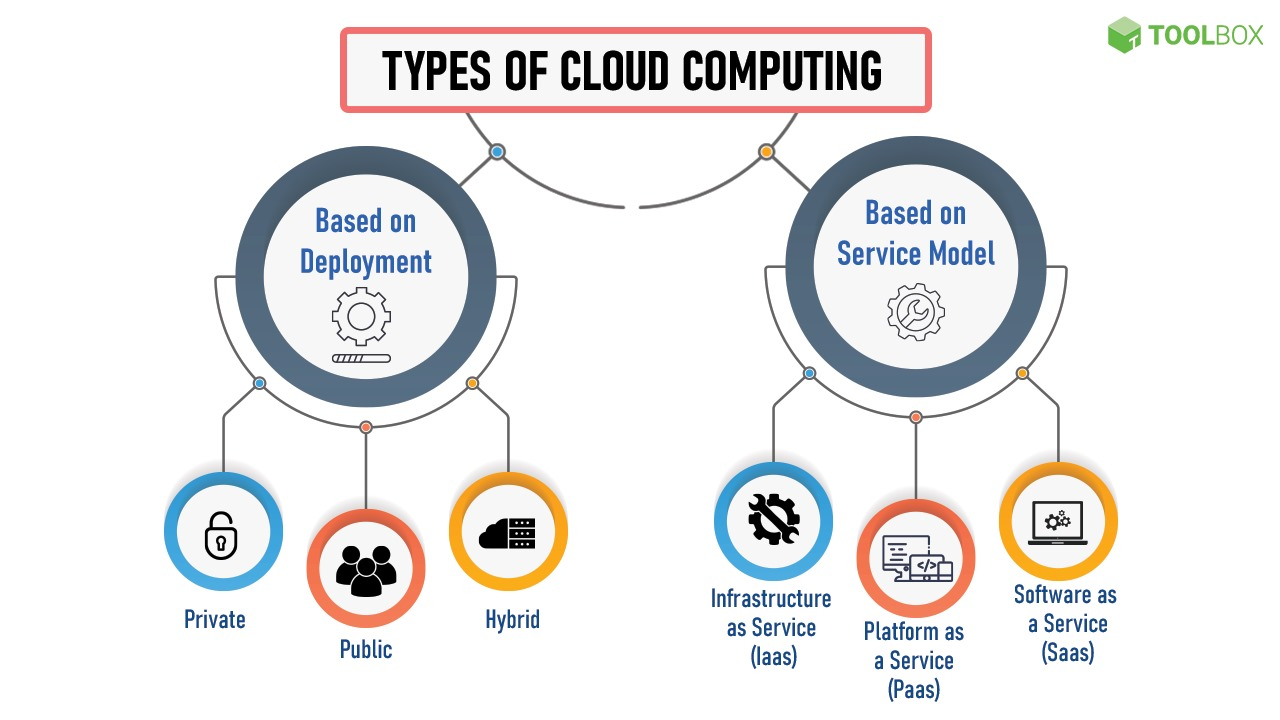 TYPES OF CLOUD COMPUTING
TOOLBOX
Based on
Deployment
Based on
Service Model
Private
Public
Hybrid
Infrastructure
as Service
(Iaas)
</>
Platform as
a Service
(Paas)
Software as
a Service
(Saas)